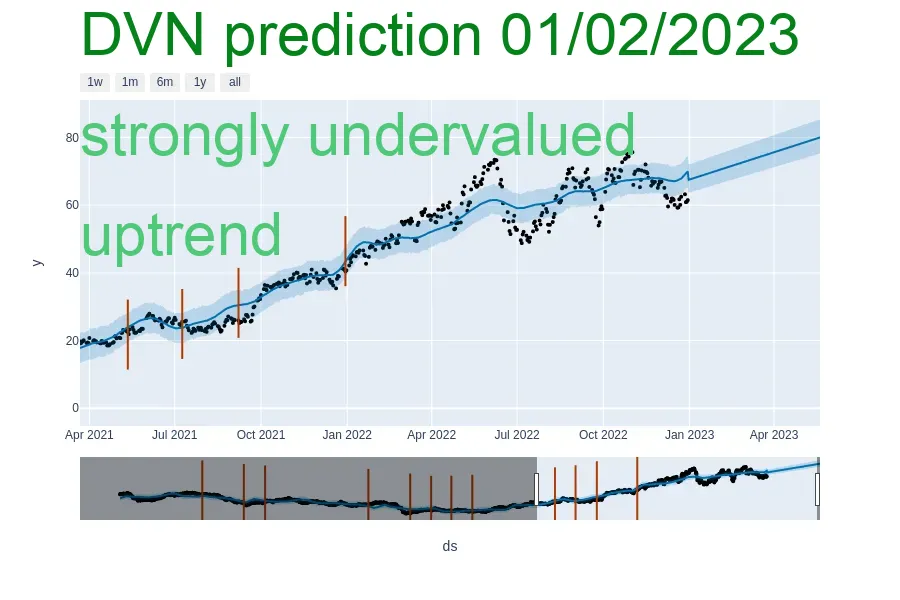 DVN prediction 01/02/2023
1w 1m 6m 1y all
strongly undervalued
uptrend
80
60
40
20
0
y
Apr 2021 Jul 2021 Oct 2021 Jan 2022 Apr 2022 Jul 2022 Oct 2022 Jan 2023 Apr 2023
ds